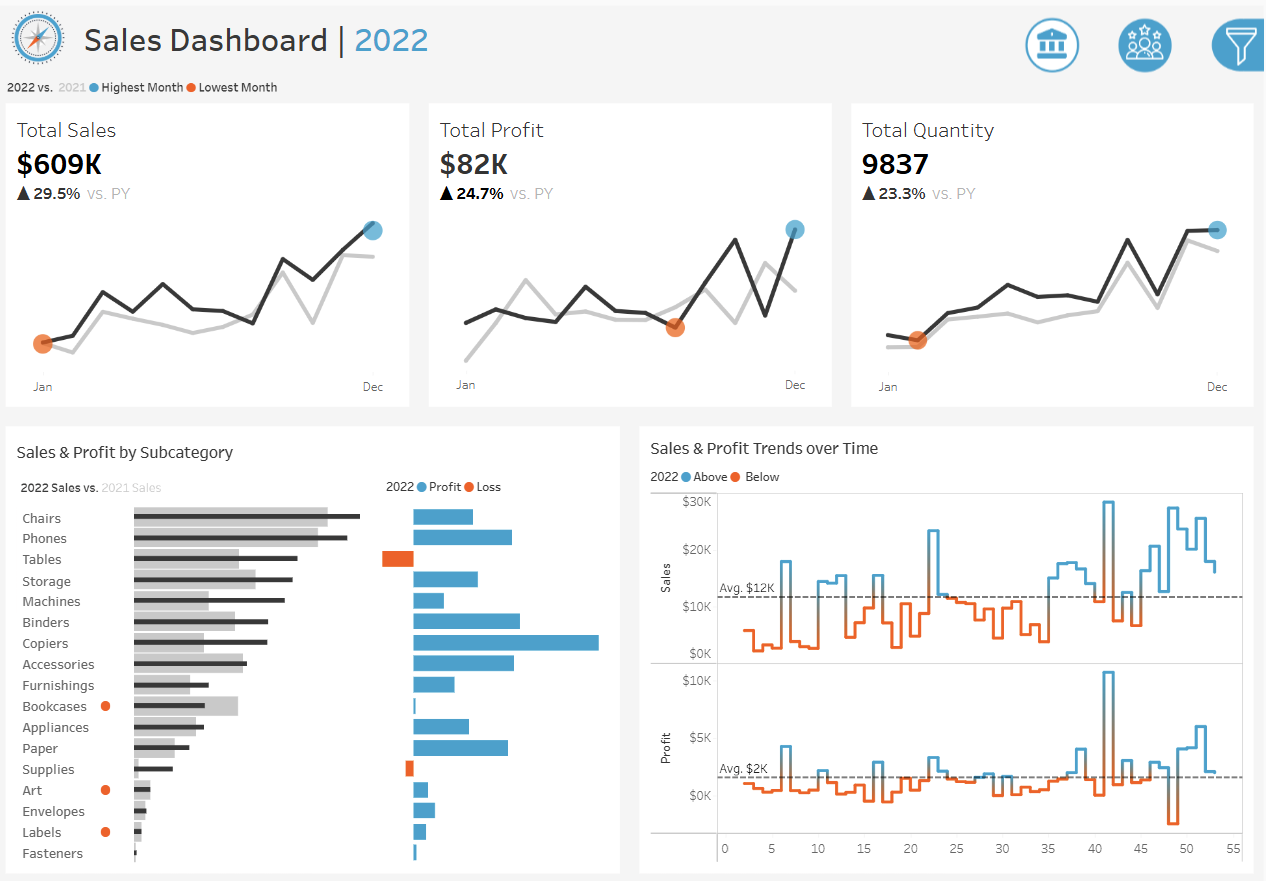 Sales Dashboard | 2022
2022 vs. 2021 Highest Month Lowest Month
Total Sales
$609K
▲ 29.5% vs. PY
Jan Dec
Total Profit
$82K
▲ 24.7% vs. PY
Jan Dec
Total Quantity
9837
▲ 23.3% vs. PY
Jan Dec
Sales & Profit by Subcategory
2022 Sales vs. 2021 Sales
2022 Profit Loss
Chairs
Phones
Tables
Storage
Machines
Binders
Copiers
Accessories
Furnishings
Bookcases
Appliances
Paper
Supplies
Art
Envelopes
Labels
Fasteners
Sales & Profit Trends over Time
2022 Above Below
Sales
$30K
$20K
Avg. $12K
$10K
$0K
Profit
$10K
$5K
Avg. $2K
$0K
0 5 10 15 20 25 30 35 40 45 50 55